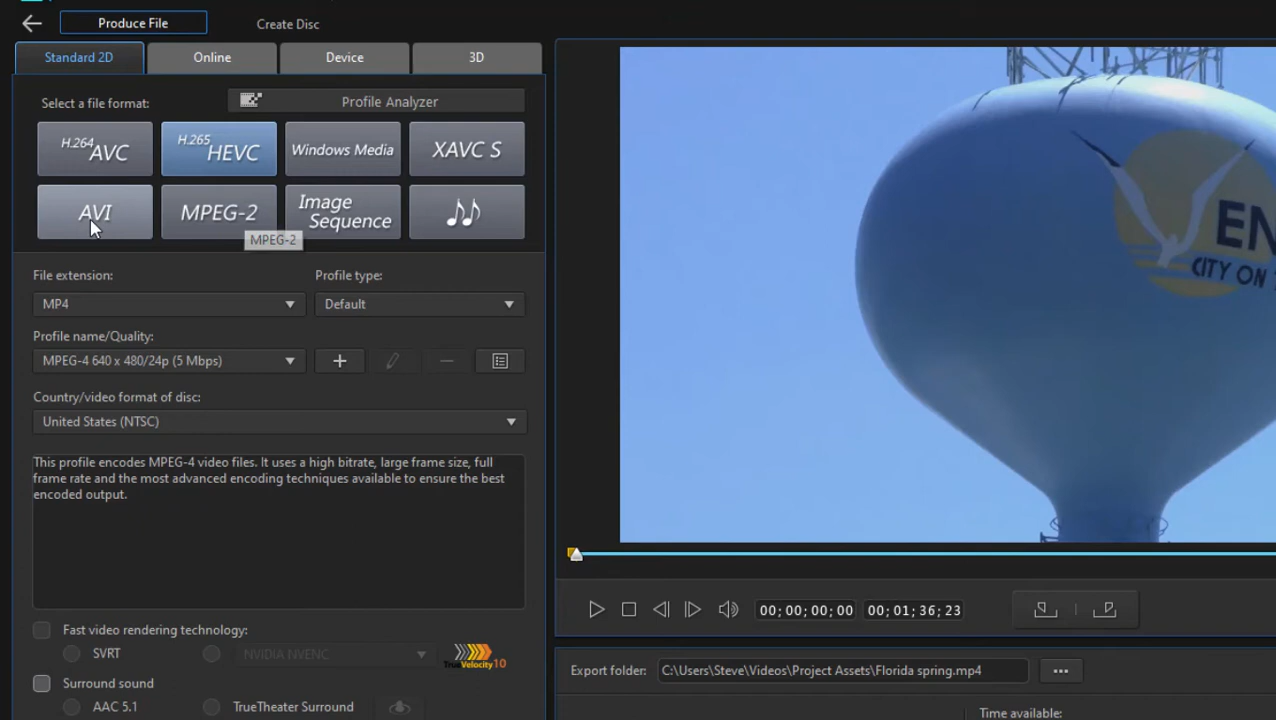 Produce File
Create Disc
Standard 2D
Online
Device
3D
Select a file format:
Profile Analyzer
H.264 AVC
H.265 HEVC
Windows Media
XAVC S
AVI
MPEG-2
Image Sequence
MPEG-2
File extension:
Profile type:
MP4
Default
Profile name/Quality:
MPEG-4 640 x 480/24p (5 Mbps)
Country/video format of disc:
United States (NTSC)
This profile encodes MPEG-4 video files. It uses a high bitrate, large frame size, full
frame rate and the most advanced encoding techniques available to ensure the best
encoded output.
Fast video rendering technology:
SVRT
NVIDIA NVENC
TrueVelocity 10
Surround sound
AAC 5.1
TrueTheater Surround
EN
CITY ON
00; 00; 00; 00
00; 01; 36; 23
Export folder:
C:\Users\Steve\Videos\Project Assets\Florida spring.mp4
Time available: